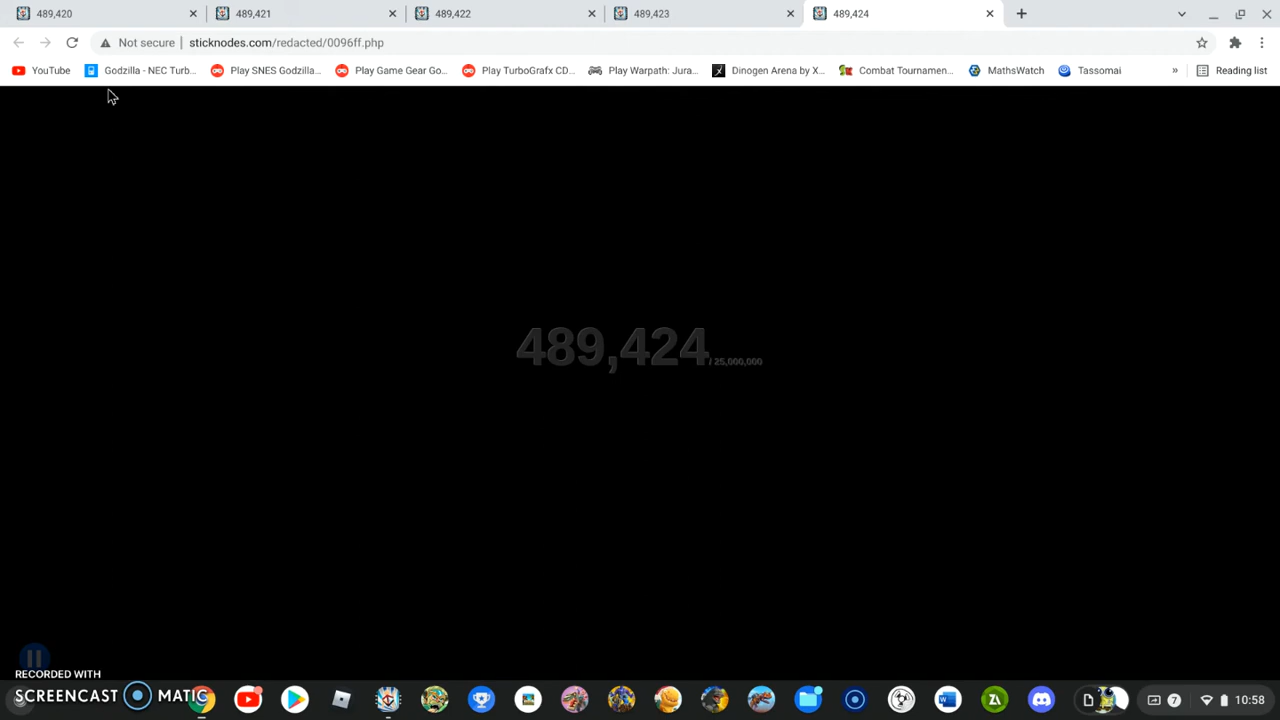 489,420
489,421
489,422
489,423
489,424
Not secure
sticknodes.com/redacted/0096ff.php
YouTube
Godzilla - NEC Turb...
Play SNES Godzilla...
Play Game Gear Go...
Play TurboGrafx CD...
Play Warpath: Jura...
Dinogen Arena by X...
Combat Tournamen...
MathsWatch
Tassomai
»
Reading list
489,424 / 25,000,000
RECORDED WITH
SCREENCAST MATIC
7
10:58